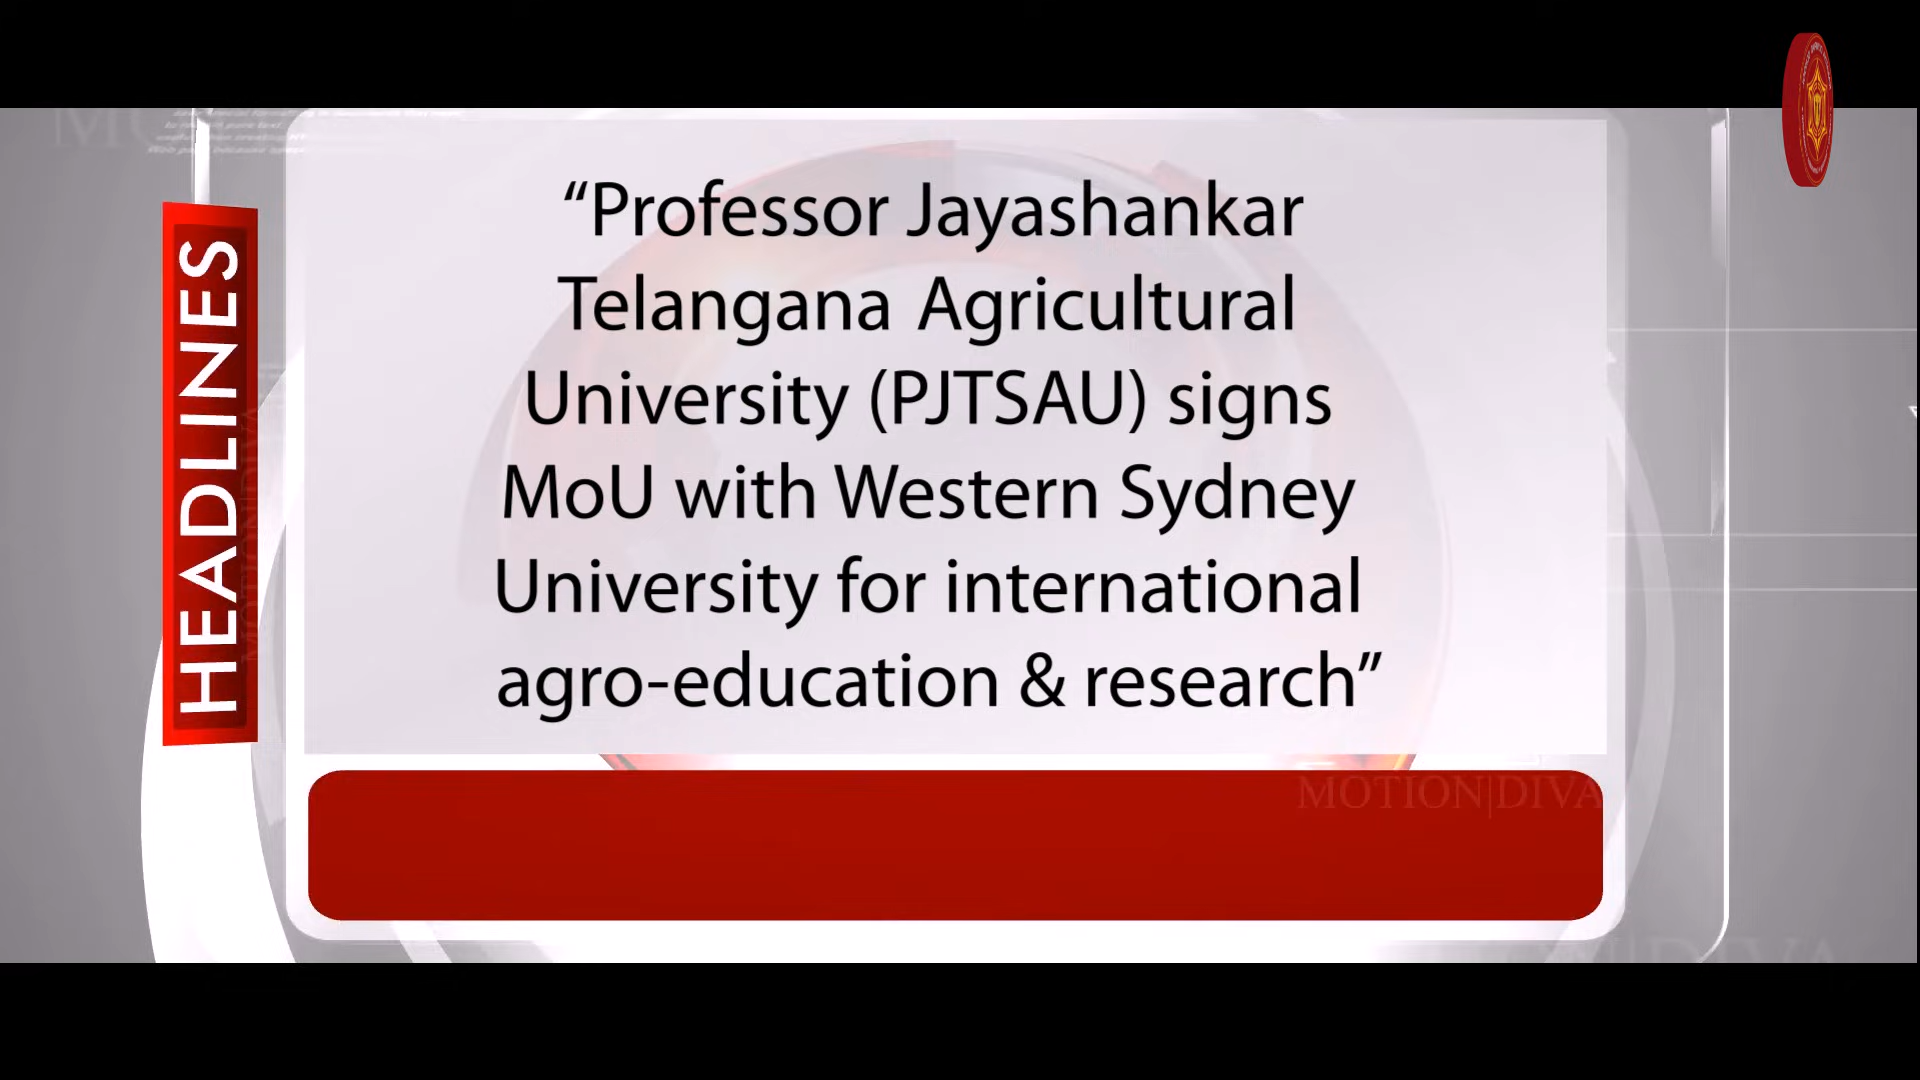 HEADLINES
“Professor Jayashankar
Telangana Agricultural
University (PJTSAU) signs
MoU with Western Sydney
University for international
agro-education & research”
MOTION|DIVA